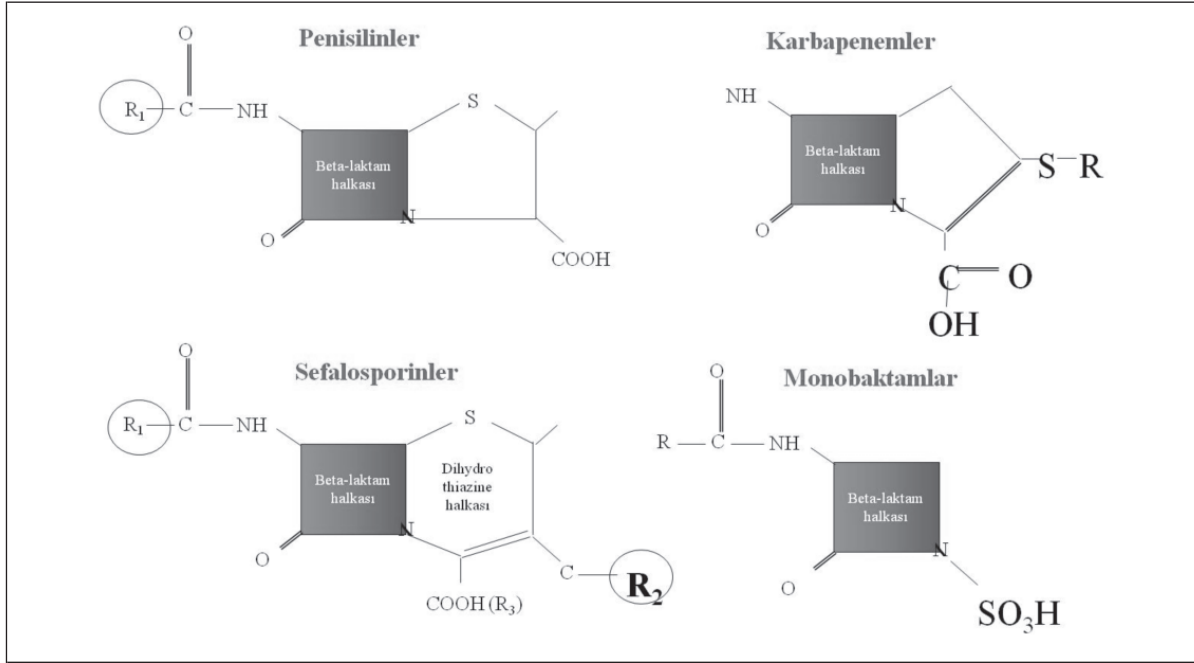 Penisilinler
O
R₁
C
NH
S
Beta-laktam
halkası
N
O
COOH
Karbapenemler
NH
Beta-laktam
halkası
S
R
N
O
C
O
OH
Sefalosporinler
O
R₁
C
NH
S
Beta-laktam
halkası
Dihydro
thiazine
halkası
N
O
C
R₂
COOH (R₃)
Monobaktamlar
O
R
C
NH
Beta-laktam
halkası
N
O
SO₃H